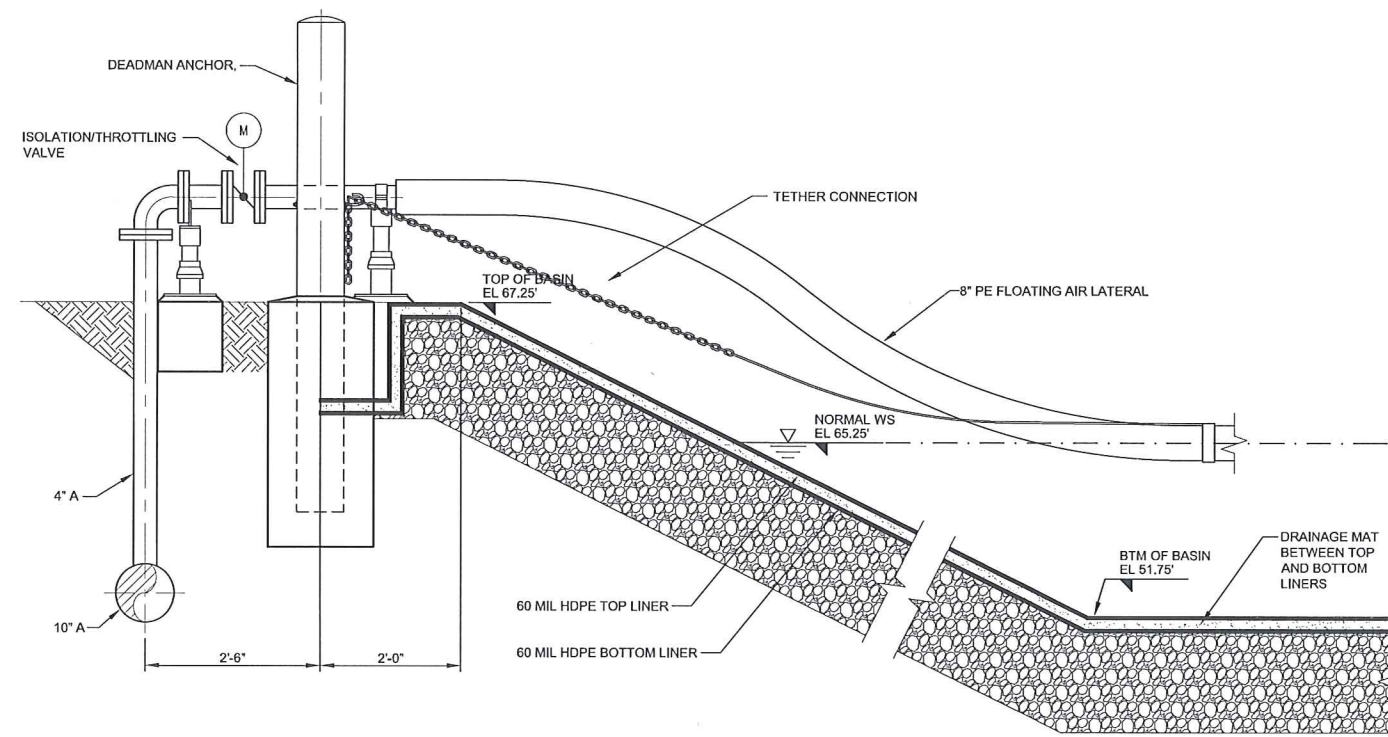 DEADMAN ANCHOR,
ISOLATION/THROTTLING
VALVE
M
TETHER CONNECTION
TOP OF BASIN
EL 67.25'
8" PE FLOATING AIR LATERAL
NORMAL WS
EL 65.25'
4" A
DRAINAGE MAT
BETWEEN TOP
AND BOTTOM
LINERS
BTM OF BASIN
EL 51.75'
60 MIL HDPE TOP LINER
10" A
60 MIL HDPE BOTTOM LINER
2'-6"
2'-0"